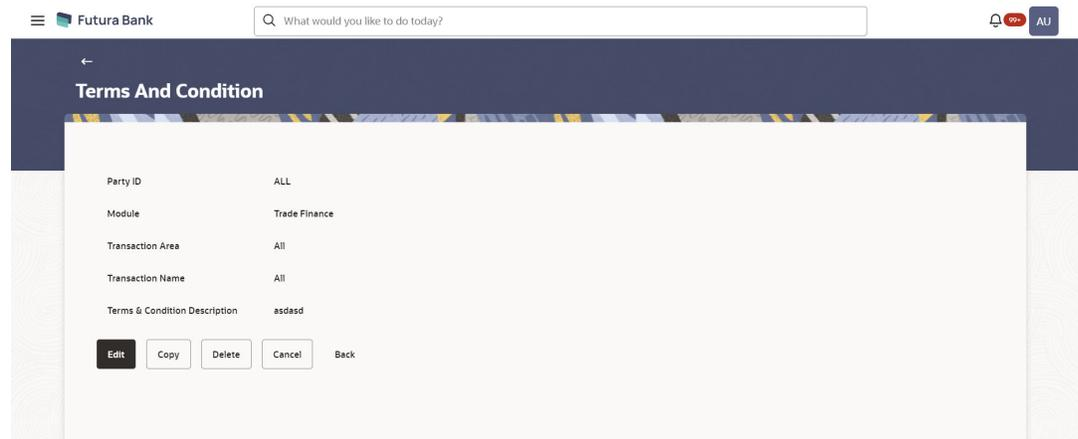 Futura Bank
What would you like to do today?
99+
AU
Terms And Condition
Party ID ALL
Module Trade Finance
Transaction Area All
Transaction Name All
Terms & Condition Description asdasd
Edit Copy Delete Cancel Back